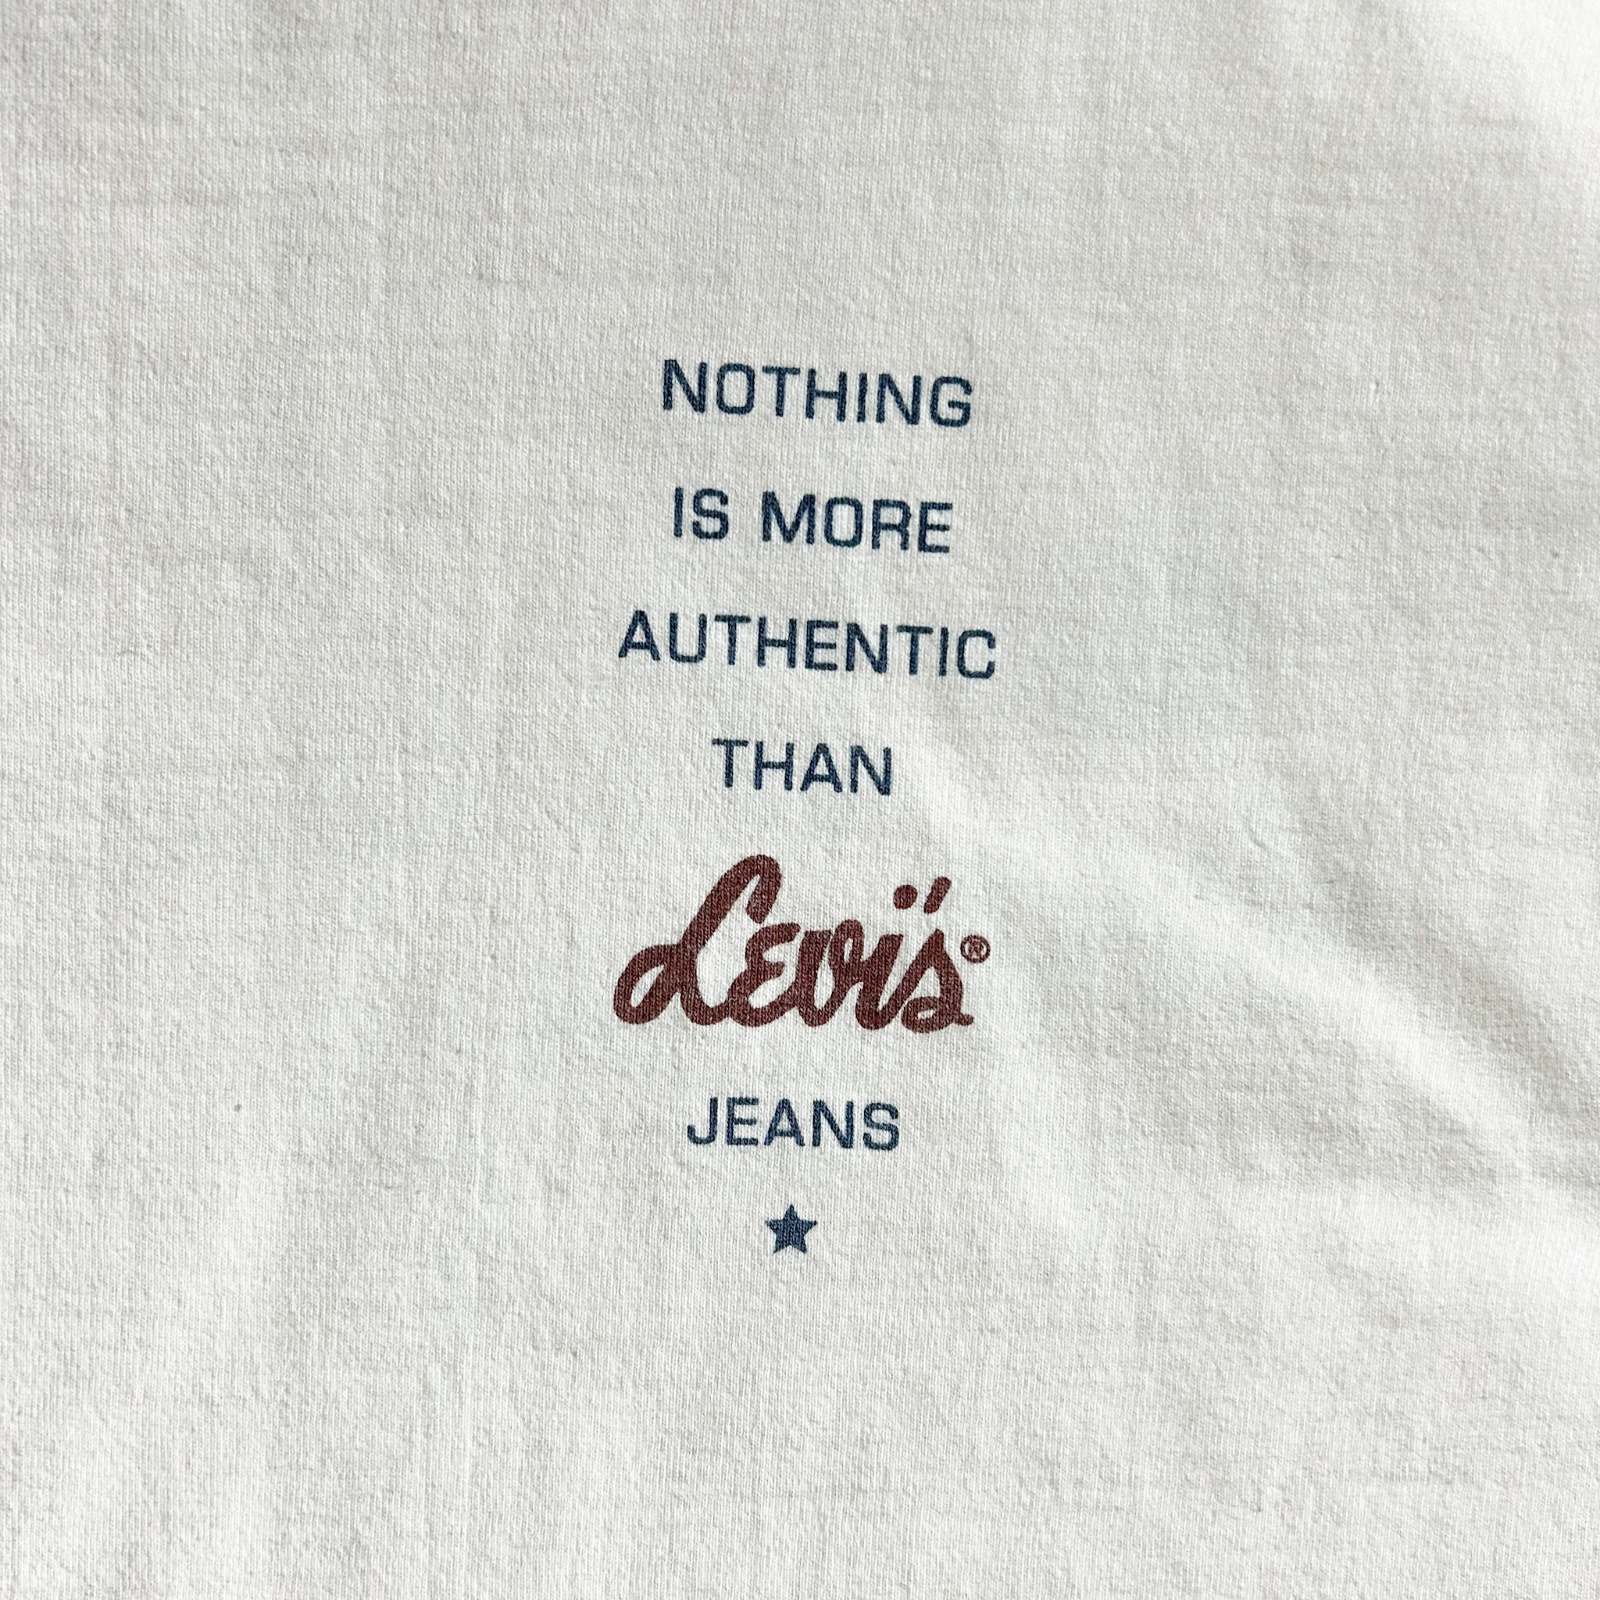 NOTHING
IS MORE
AUTHENTIC
THAN
Levi's®
JEANS